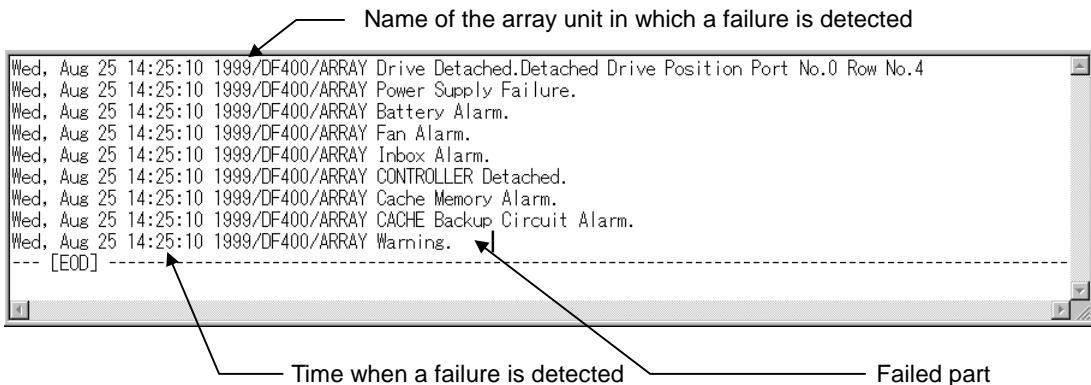 Name of the array unit in which a failure is detected
Wed, Aug 25 14:25:10 1999/DF400/ARRAY Drive Detached.Detached Drive Position Port No.0 Row No.4
Wed, Aug 25 14:25:10 1999/DF400/ARRAY Power Supply Failure.
Wed, Aug 25 14:25:10 1999/DF400/ARRAY Battery Alarm.
Wed, Aug 25 14:25:10 1999/DF400/ARRAY Fan Alarm.
Wed, Aug 25 14:25:10 1999/DF400/ARRAY Inbox Alarm.
Wed, Aug 25 14:25:10 1999/DF400/ARRAY CONTROLLER Detached.
Wed, Aug 25 14:25:10 1999/DF400/ARRAY Cache Memory Alarm.
Wed, Aug 25 14:25:10 1999/DF400/ARRAY CACHE Backup Circuit Alarm.
Wed, Aug 25 14:25:10 1999/DF400/ARRAY Warning.
--- [EOD] ---
Time when a failure is detected
Failed part